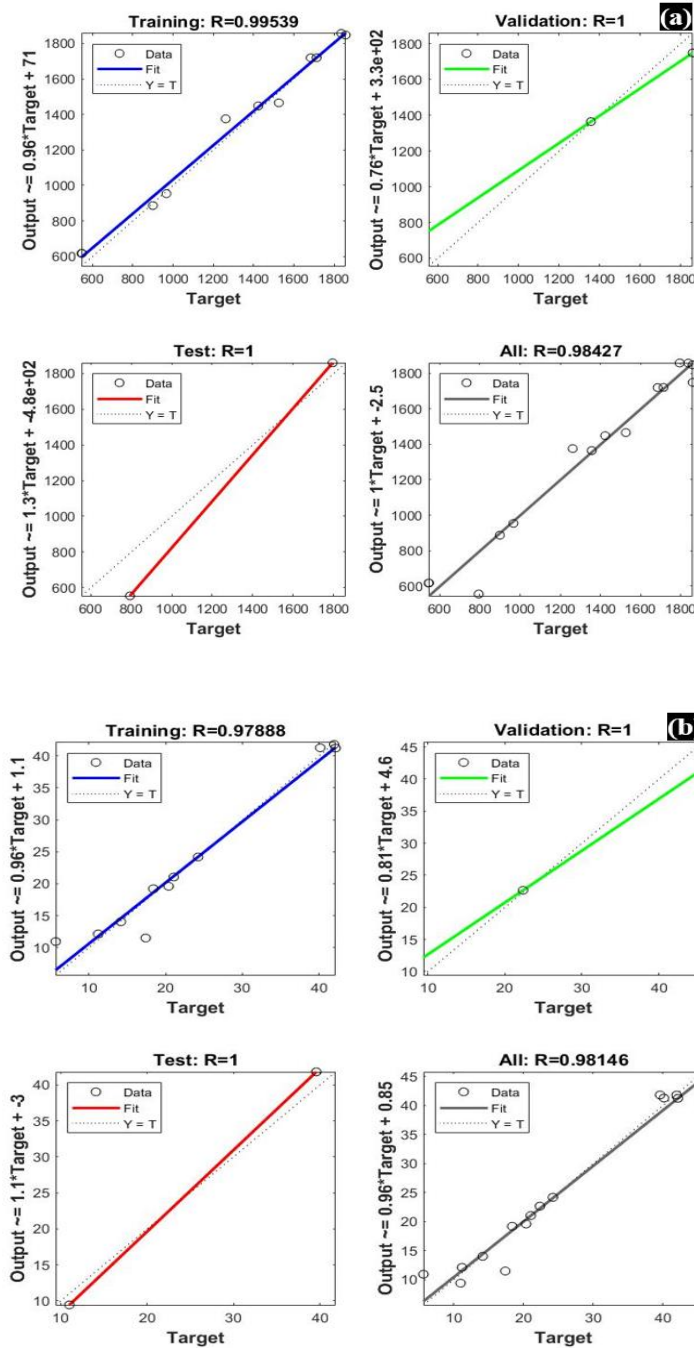 Training: R=0.99539
Output ~= 0.96*Target + 71
Data
Fit
Y = T
1800
1600
1400
1200
1000
800
600
600 800 1000 1200 1400 1600 1800
Target
(a)
Validation: R=1
Output ~= 0.76*Target + 3.3e+02
Data
Fit
Y = T
1800
1600
1400
1200
1000
800
600
600 800 1000 1200 1400 1600 1800
Target
Test: R=1
Output ~= 1.3*Target + -4.8e+02
Data
Fit
Y = T
1800
1600
1400
1200
1000
800
600
600 800 1000 1200 1400 1600 1800
Target
All: R=0.98427
Output ~= 1*Target + -2.5
Data
Fit
Y = T
1800
1600
1400
1200
1000
800
600
600 800 1000 1200 1400 1600 1800
Target
Training: R=0.97888
Output ~= 0.96*Target + 1.1
Data
Fit
Y = T
40
35
30
25
20
15
10
10 20 30 40
Target
(b)
Validation: R=1
Output ~= 0.81*Target + 4.6
Data
Fit
Y = T
45
40
35
30
25
20
15
10
10 20 30 40
Target
Test: R=1
Output ~= 1.1*Target + -3
Data
Fit
Y = T
40
35
30
25
20
15
10
10 20 30 40
Target
All: R=0.98146
Output ~= 0.96*Target + 0.85
Data
Fit
Y = T
45
40
35
30
25
20
15
10
10 20 30 40
Target